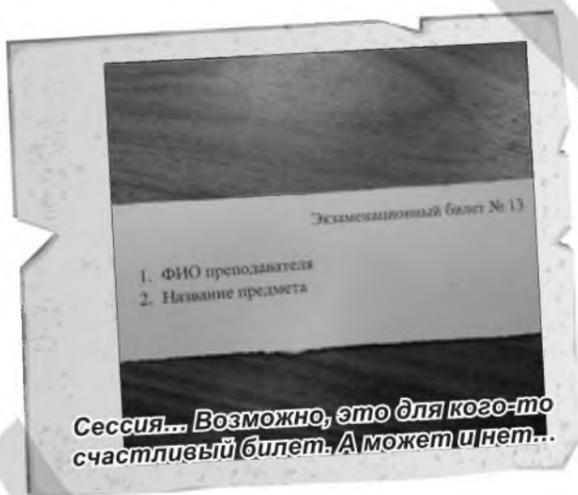 Экзаменационный билет № 13
1. ФИО преподавателя
2. Название предмета
Сессия... Возможно, это для кого-то
счастливый билет. А может и нет...